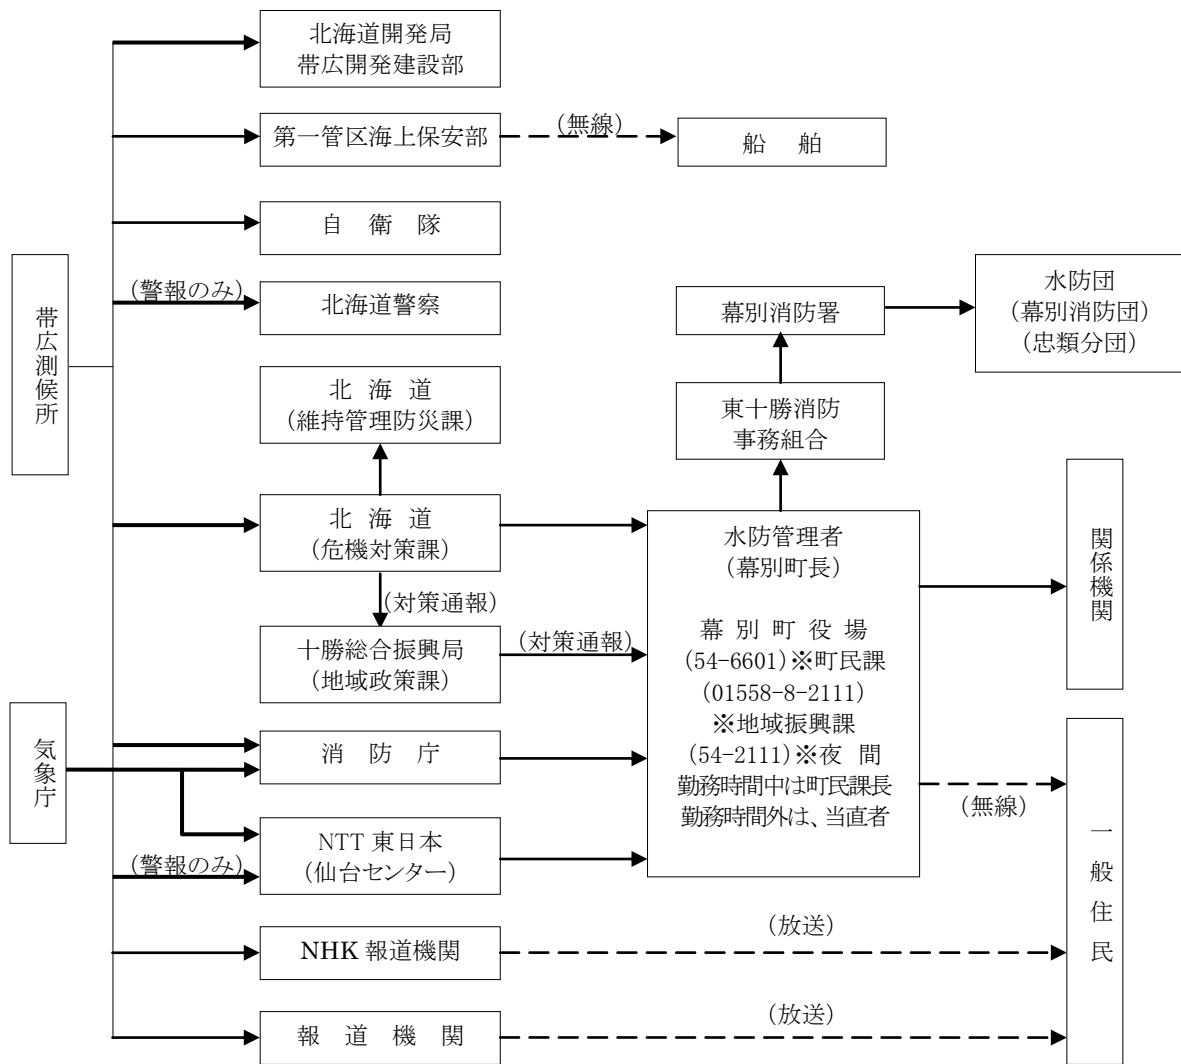 北海道開発局
帯広開発建設部
第一管区海上保安部
(無線)
船　舶
自　衛　隊
帯広測候所
(警報のみ)
北海道警察
幕別消防署
水防団
(幕別消防団)
(忠類分団)
北　海　道
(維持管理防災課)
東十勝消防
事務組合
北　海　道
(危機対策課)
水防管理者
(幕別町長)
関係機関
(対策通報)
十勝総合振興局
(地域政策課)
(対策通報)
幕 別 町 役 場
(54-6601)※町民課
(01558-8-2111)
※地域振興課
(54-2111)※夜　間
勤務時間中は町民課長
勤務時間外は、当直者
気象庁
消　防　庁
(無線)
一般住民
NTT 東日本
(仙台センター)
(警報のみ)
NHK 報道機関
(放送)
報　道　機　関
(放送)